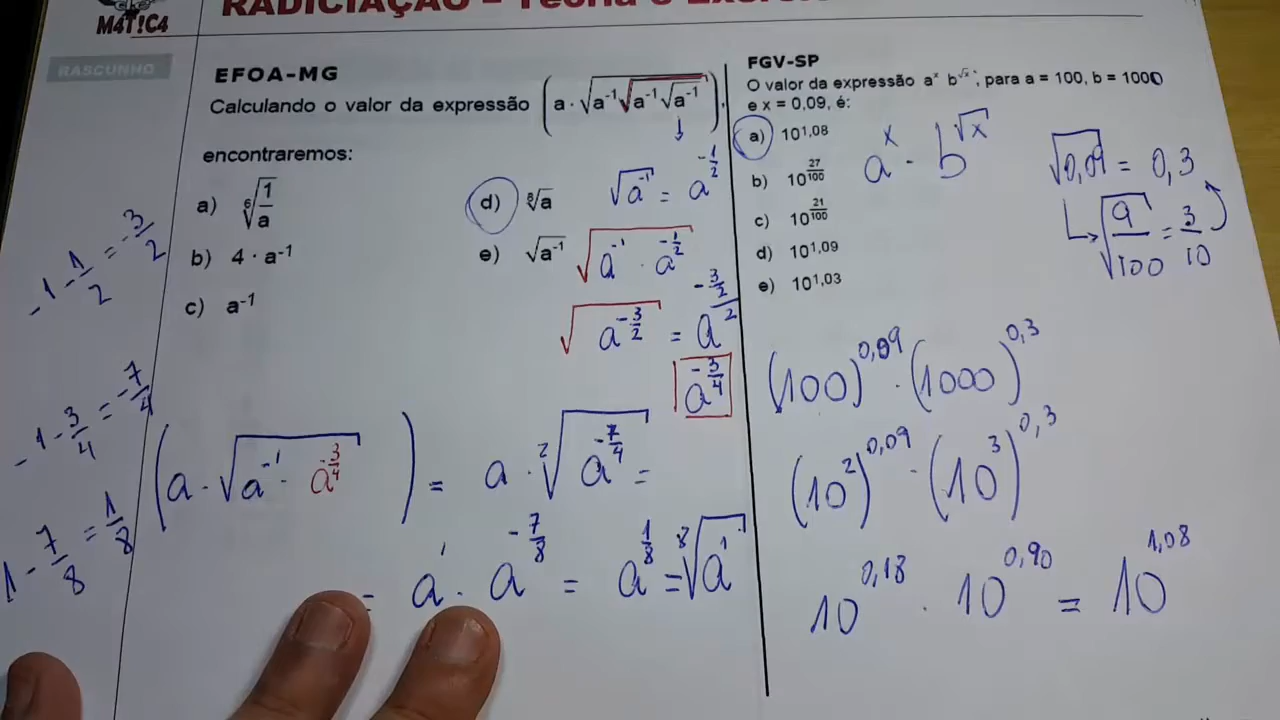 M4T!C4
RADICIAÇÃO – Teoria e
RASCUNHO
EFOA-MG
Calculando o valor da expressão (a · √(a⁻¹√(a⁻¹√(a⁻¹)))),
encontraremos:
a) ⁶√(1/a)
b) 4 · a⁻¹
c) a⁻¹
d) ⁸√a
e) √a⁻¹
√a⁻¹ = a^(-1/2)
√(a⁻¹ · a^(-1/2))
√(a^(-3/2)) = a^((-3/2)/2)
a^(-3/4)
-1 - 1/2 = -3/2
-1 - 3/4 = -7/4
1 - 7/8 = 1/8
(a · √(a⁻¹ · a^(-3/4))) = a · ²√(a^(-7/4)) =
= a¹ · a^(-7/8) = a^(1/8) = ⁸√a¹
FGV-SP
O valor da expressão aˣ b^√x, para a = 100, b = 1000
e x = 0,09, é:
a) 10^1,08
b) 10^(27/100)
c) 10^(21/100)
d) 10^1,09
e) 10^1,03
aˣ · b^√x
√0,09 = 0,3
√(9/100) = 3/10
(100)^0,09 · (1000)^0,3
(10²)^0,09 · (10³)^0,3
10^0,18 · 10^0,90 = 10^1,08